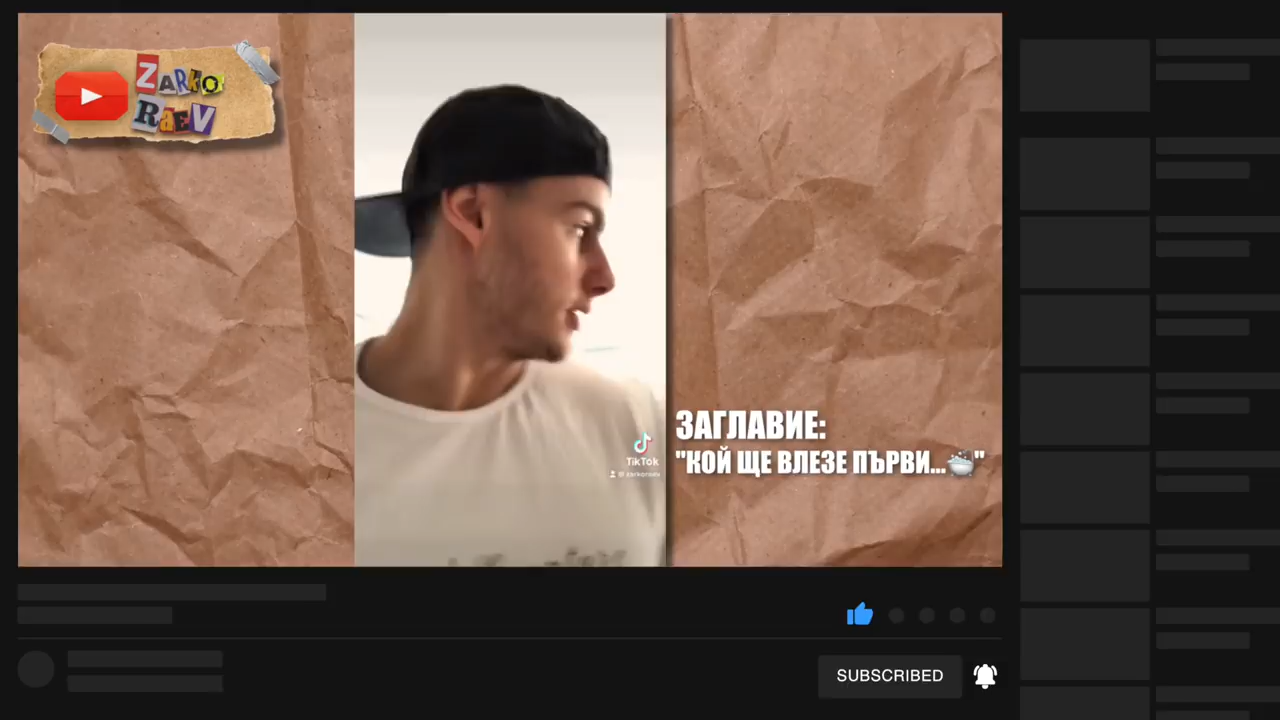 ZARKO
RAEV
ЗАГЛАВИЕ:
"КОЙ ЩЕ ВЛЕЗЕ ПЪРВИ...🛁"
TikTok
SUBSCRIBED